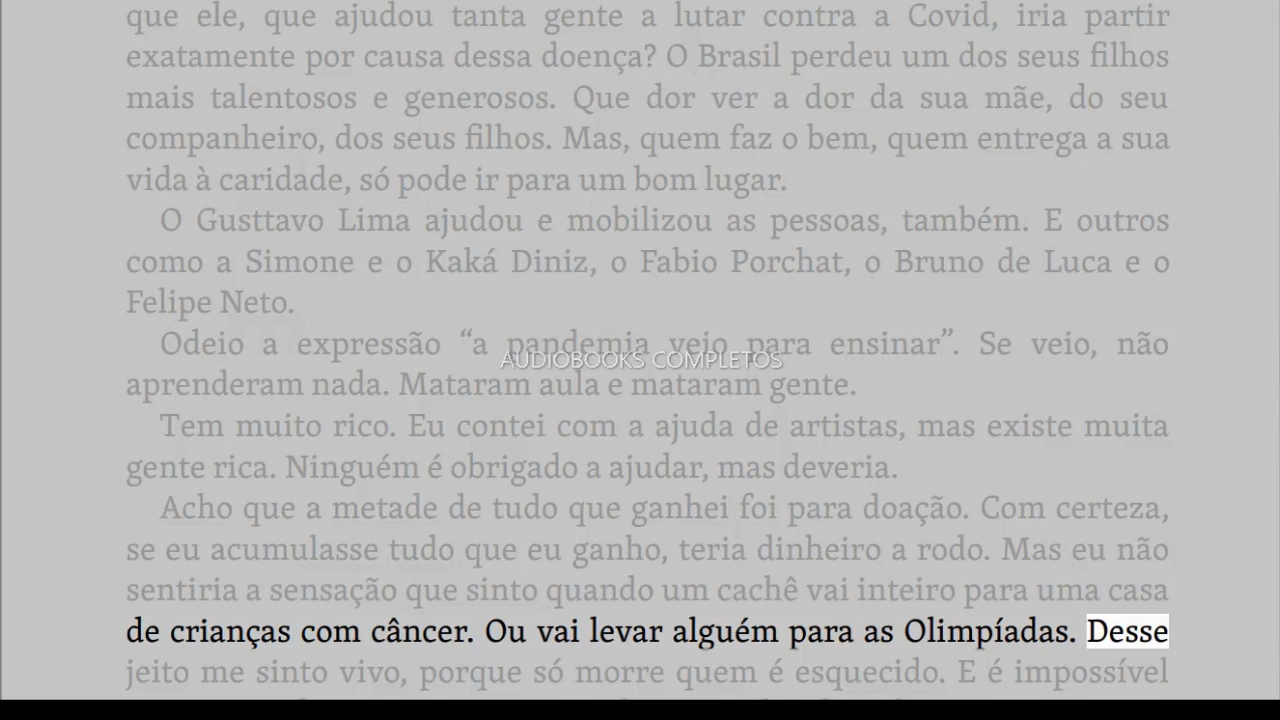 que ele, que ajudou tanta gente a lutar contra a Covid, iria partir
exatamente por causa dessa doença? O Brasil perdeu um dos seus filhos
mais talentosos e generosos. Que dor ver a dor da sua mãe, do seu
companheiro, dos seus filhos. Mas, quem faz o bem, quem entrega a sua
vida à caridade, só pode ir para um bom lugar.
O Gusttavo Lima ajudou e mobilizou as pessoas, também. E outros
como a Simone e o Kaká Diniz, o Fabio Porchat, o Bruno de Luca e o
Felipe Neto.
Odeio a expressão “a pandemia veio para ensinar”. Se veio, não
AUDIOBOOKS COMPLETOS
aprenderam nada. Mataram aula e mataram gente.
Tem muito rico. Eu contei com a ajuda de artistas, mas existe muita
gente rica. Ninguém é obrigado a ajudar, mas deveria.
Acho que a metade de tudo que ganhei foi para doação. Com certeza,
se eu acumulasse tudo que eu ganho, teria dinheiro a rodo. Mas eu não
sentiria a sensação que sinto quando um cachê vai inteiro para uma casa
de crianças com câncer. Ou vai levar alguém para as Olimpíadas. Desse
jeito me sinto vivo, porque só morre quem é esquecido. E é impossível